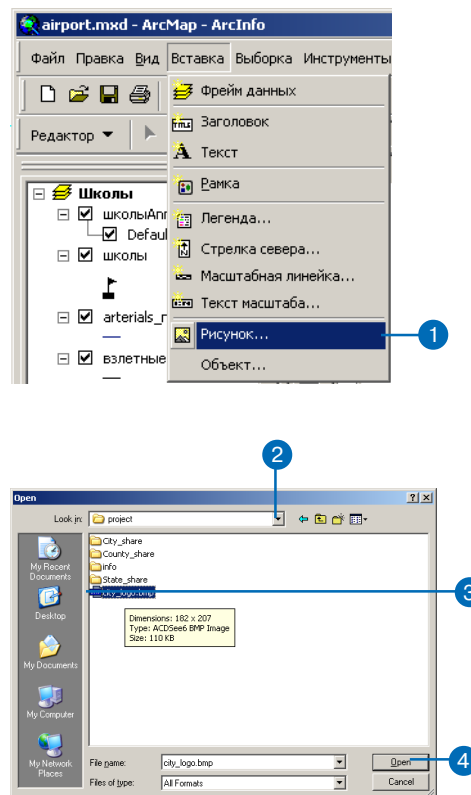 airport.mxd - ArcMap - ArcInfo
Файл Правка Вид Вставка Выборка Инструменты
Фрейм данных
Заголовок
Редактор
Текст
Рамка
Школы
школыAnn
Легенда...
Defaul
Стрелка севера...
школы
Масштабная линейка...
Текст масштаба...
arterials_r
Рисунок...
1
взлетные
Объект...
2
Open
Look in: project
City_share
County_share
info
State_share
city_logo.bmp
3
Dimensions: 182 x 207
Type: ACDSee6 BMP Image
Size: 110 KB
My Recent Documents
Desktop
My Documents
My Computer
My Network Places
File name: city_logo.bmp Open
4
Files of type: All Formats Cancel